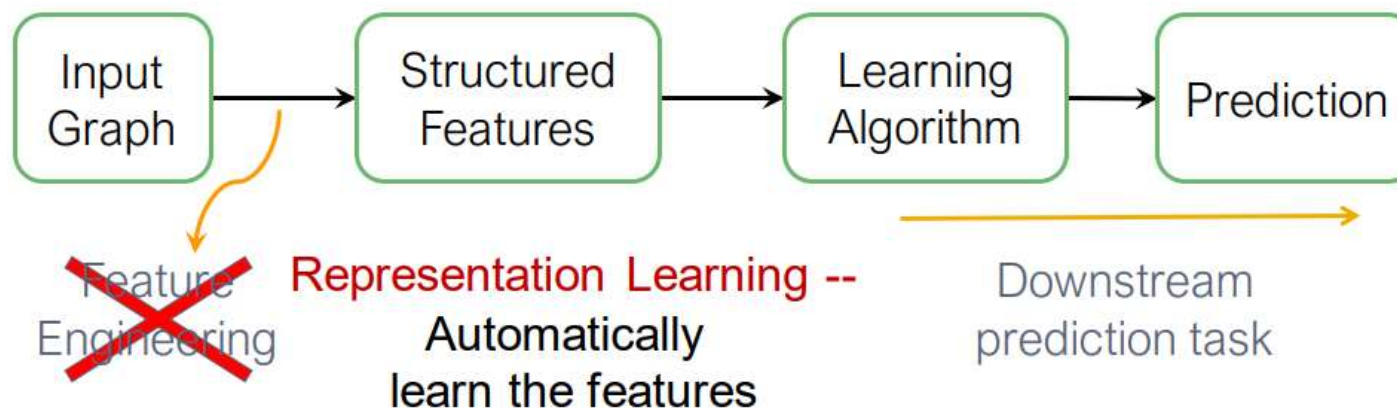 Input
Graph
Structured
Features
Learning
Algorithm
Prediction
Feature
Engineering
Representation Learning --
Automatically
learn the features
Downstream
prediction task